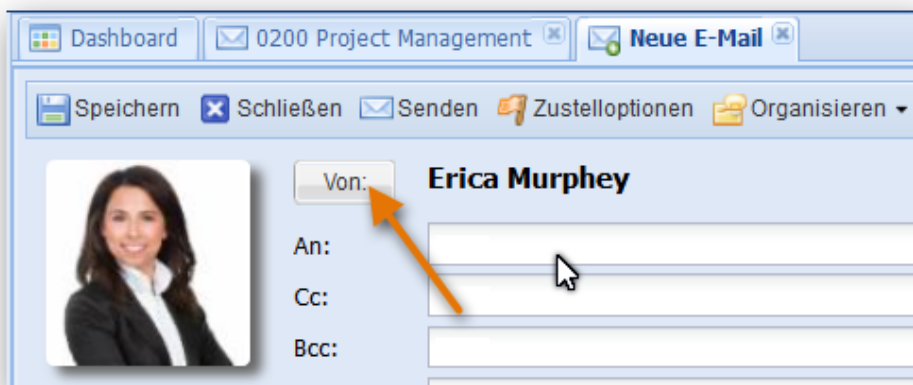 Dashboard 0200 Project Management Neue E-Mail
Speichern Schließen Senden Zustelloptionen Organisieren
Von: Erica Murphey
An:
Cc:
Bcc: